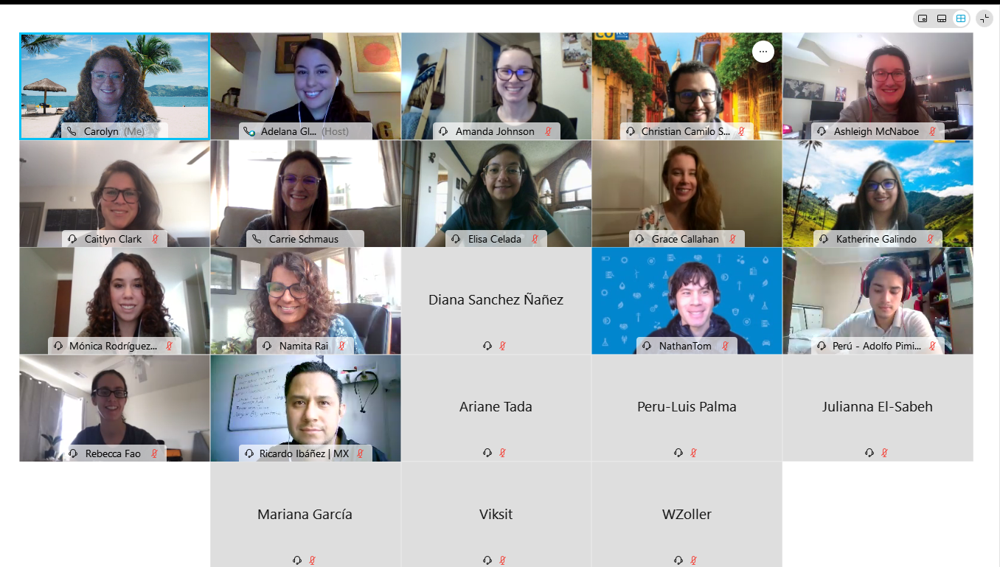 Carolyn (Me)
Adelana Gl... (Host)
Amanda Johnson
Christian Camilo S...
Ashleigh McNaboe
Caitlyn Clark
Carrie Schmaus
Elisa Celada
Grace Callahan
Katherine Galindo
Mónica Rodríguez...
Namita Rai
Diana Sanchez Ñañez
NathanTom
Perú - Adolfo Pimi...
Rebecca Fao
Ricardo Ibáñez | MX
Ariane Tada
Peru-Luis Palma
Julianna El-Sabeh
Mariana García
Viksit
WZoller